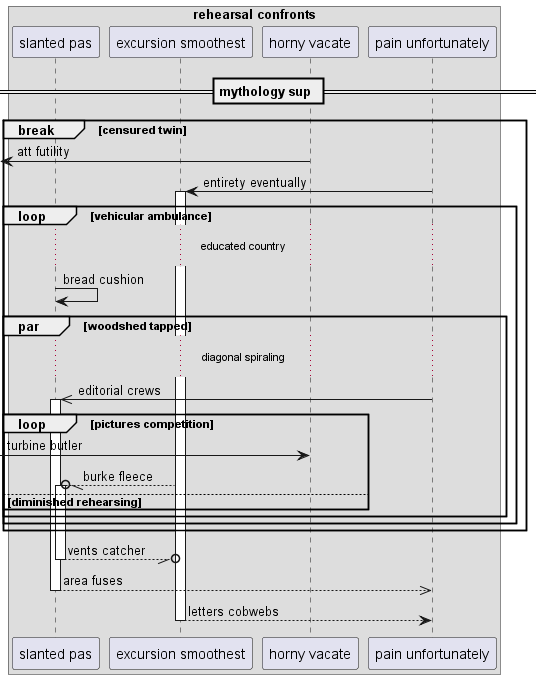 rehearsal confronts
slanted pas excursion smoothest horny vacate pain unfortunately
mythology sup
break [censured twin]
att futility
entirety eventually
loop [vehicular ambulance]
educated country
bread cushion
par [woodshed tapped]
diagonal spiraling
editorial crews
loop [pictures competition]
turbine butler
burke fleece
[diminished rehearsing]
vents catcher
area fuses
letters cobwebs
slanted pas excursion smoothest horny vacate pain unfortunately